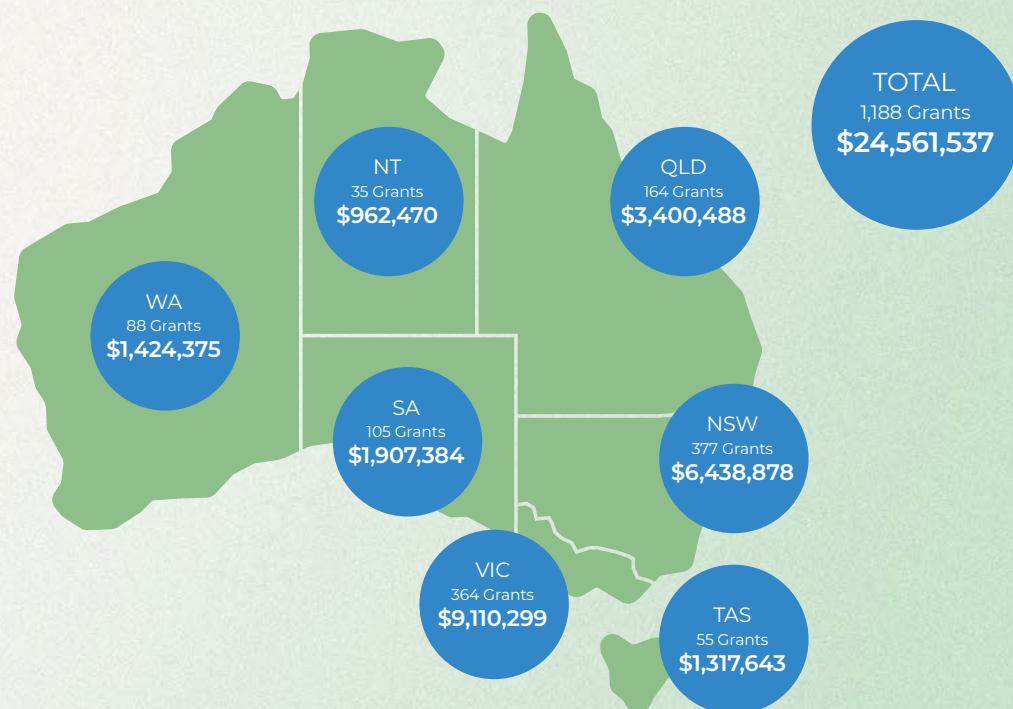 TOTAL
1,188 Grants
$24,561,537
NT
35 Grants
$962,470
QLD
164 Grants
$3,400,488
WA
88 Grants
$1,424,375
SA
105 Grants
$1,907,384
NSW
377 Grants
$6,438,878
VIC
364 Grants
$9,110,299
TAS
55 Grants
$1,317,643